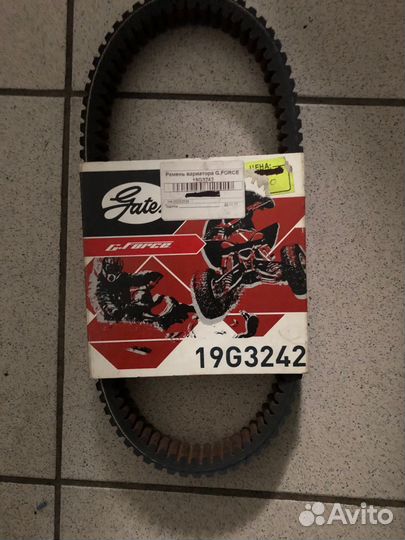 Ремень вариатора G.FORCE
19G3242
ЦЕНА:
Gates
G-Force
19G3242
Avito